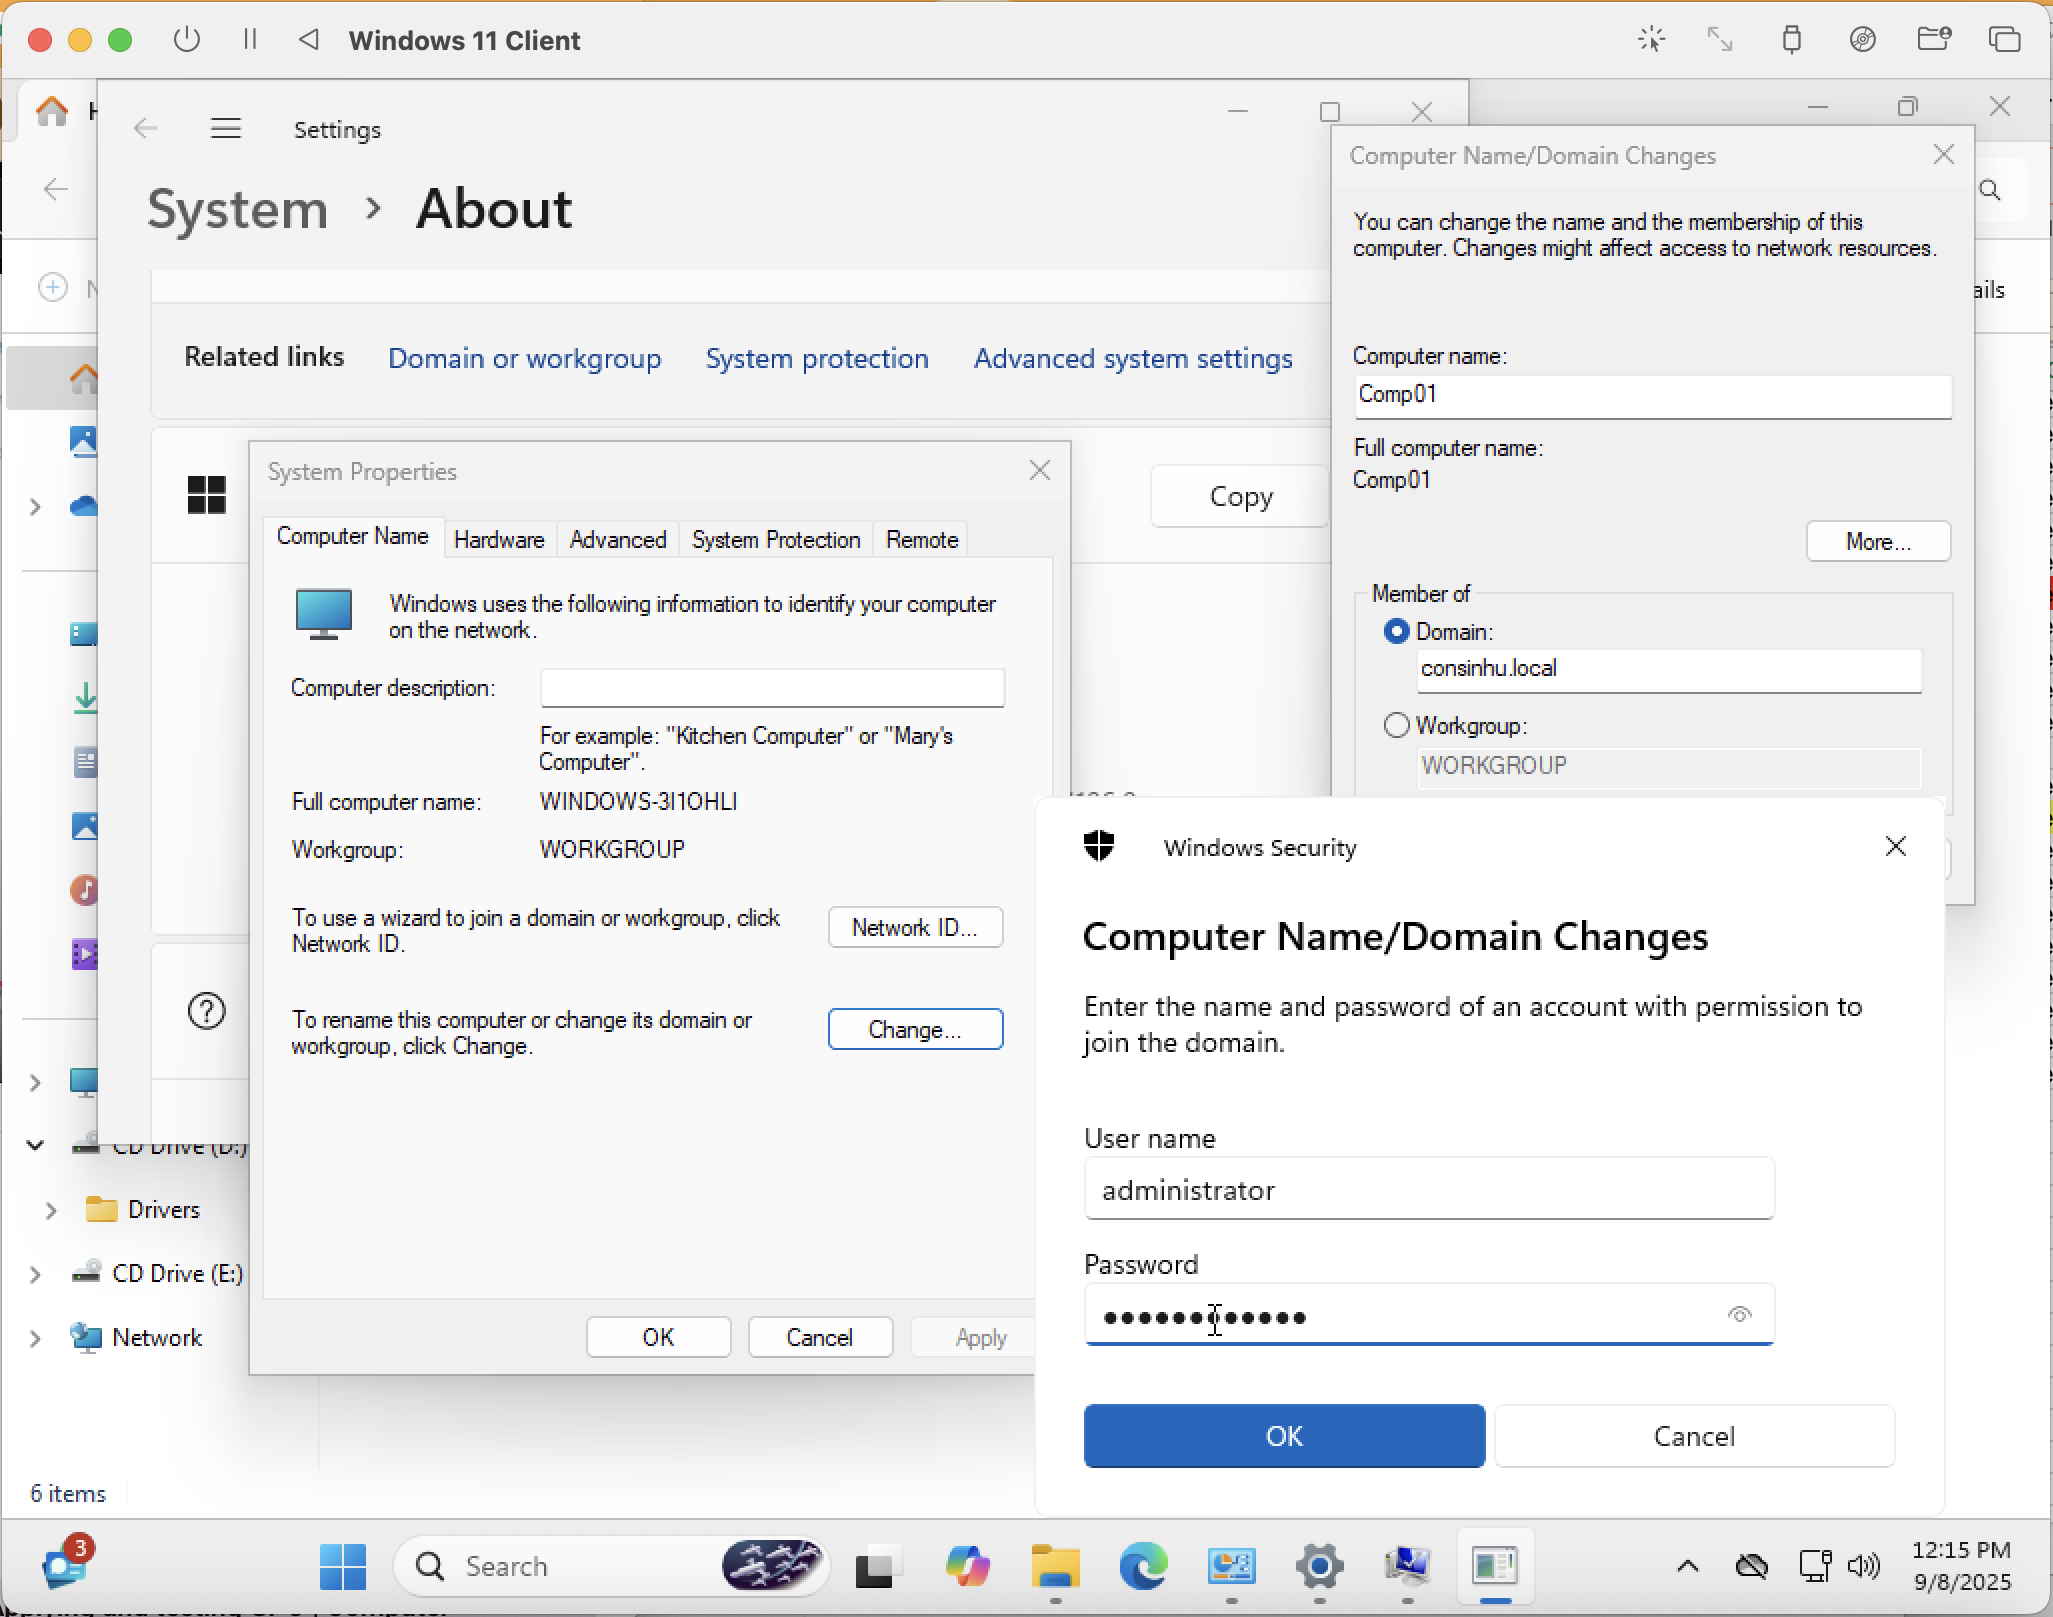 Windows 11 Client
Settings
System > About
ails
Related links
Domain or workgroup
System protection
Advanced system settings
Copy
System Properties
Computer Name
Hardware
Advanced
System Protection
Remote
Windows uses the following information to identify your computer
on the network.
Computer description:
For example: "Kitchen Computer" or "Mary's
Computer".
Full computer name:
WINDOWS-3I1OHLI
Workgroup:
WORKGROUP
To use a wizard to join a domain or workgroup, click
Network ID.
Network ID...
To rename this computer or change its domain or
workgroup, click Change.
Change...
OK
Cancel
Apply
Computer Name/Domain Changes
You can change the name and the membership of this
computer. Changes might affect access to network resources.
Computer name:
Comp01
Full computer name:
Comp01
More...
Member of
Domain:
consinhu.local
Workgroup:
WORKGROUP
Windows Security
Computer Name/Domain Changes
Enter the name and password of an account with permission to
join the domain.
User name
administrator
Password
OK
Cancel
CD Drive (D:)
Drivers
CD Drive (E:)
Network
6 items
3
Search
12:15 PM
9/8/2025